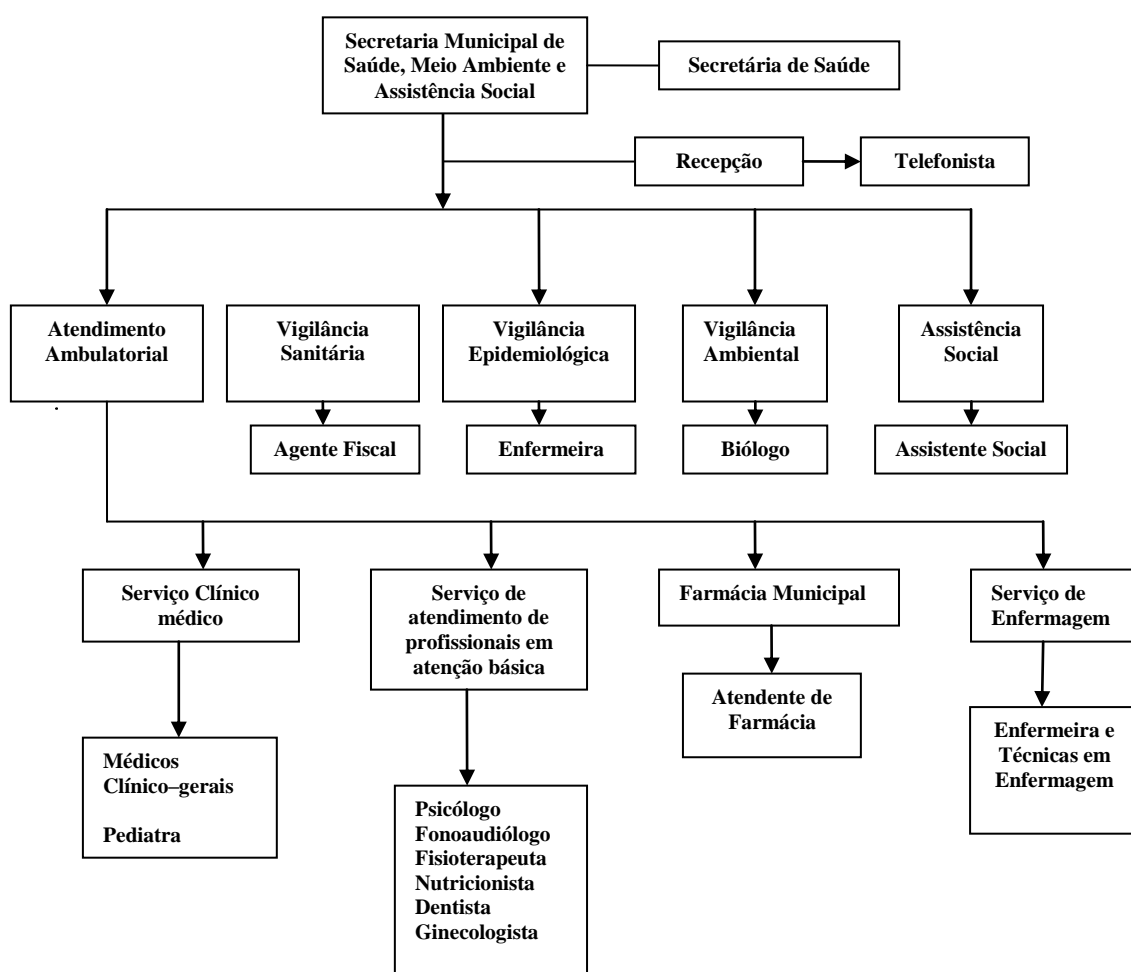 Secretaria Municipal de
Saúde, Meio Ambiente e
Assistência Social
Secretária de Saúde
Recepção
Telefonista
Atendimento
Ambulatorial
Vigilância
Sanitária
Vigilância
Epidemiológica
Vigilância
Ambiental
Assistência
Social
Agente Fiscal
Enfermeira
Biólogo
Assistente Social
Serviço Clínico
médico
Serviço de
atendimento de
profissionais em
atenção básica
Farmácia Municipal
Serviço de
Enfermagem
Médicos
Clínico–gerais
Pediatra
Psicólogo
Fonoaudiólogo
Fisioterapeuta
Nutricionista
Dentista
Ginecologista
Atendente de
Farmácia
Enfermeira e
Técnicas em
Enfermagem